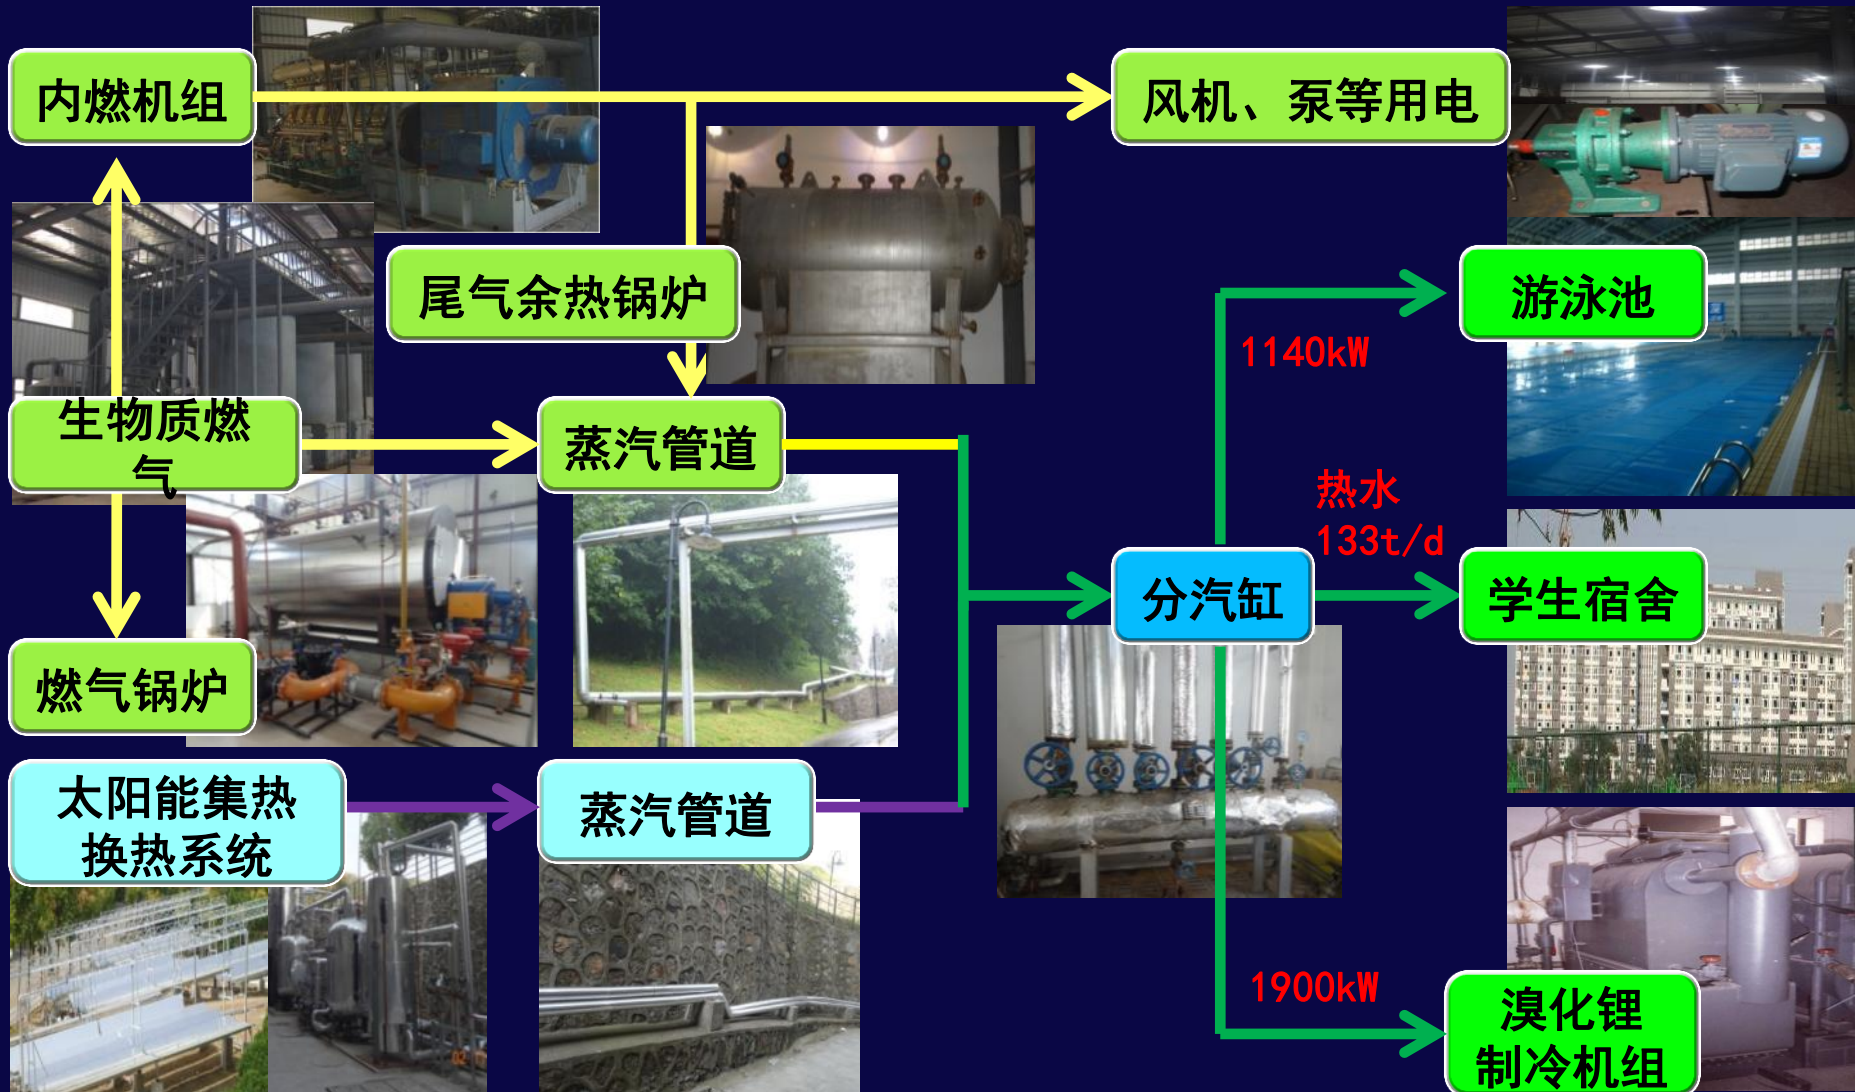 内燃机组
风机、泵等用电
尾气余热锅炉
游泳池
1140kW
生物质燃
气
蒸汽管道
热水
133t/d
分汽缸
学生宿舍
燃气锅炉
太阳能集热
换热系统
蒸汽管道
1900kW
溴化锂
制冷机组